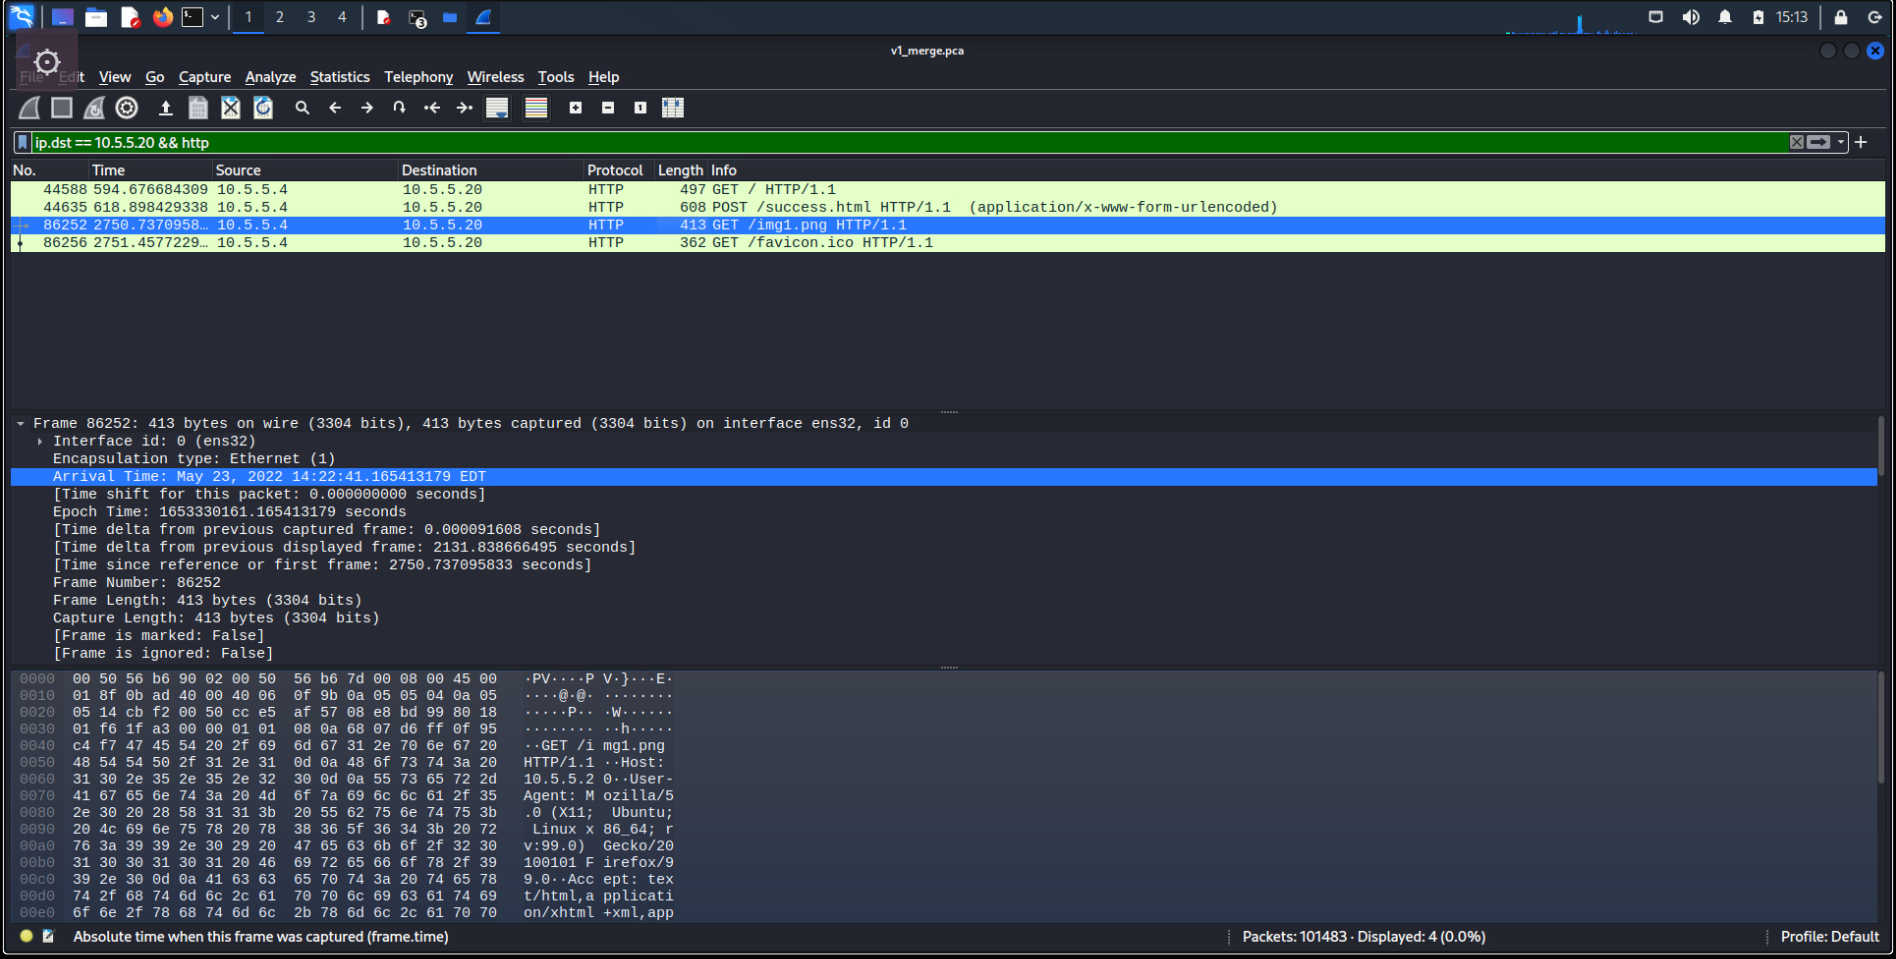 1 2 3 4 3 15:13
v1_merge.pca
File Edit View Go Capture Analyze Statistics Telephony Wireless Tools Help
ip.dst == 10.5.5.20 && http
No. Time Source Destination Protocol Length Info
44588 594.676684309 10.5.5.4 10.5.5.20 HTTP 497 GET / HTTP/1.1
44635 618.898429338 10.5.5.4 10.5.5.20 HTTP 608 POST /success.html HTTP/1.1  (application/x-www-form-urlencoded)
86252 2750.7370958… 10.5.5.4 10.5.5.20 HTTP 413 GET /img1.png HTTP/1.1
86256 2751.4577229… 10.5.5.4 10.5.5.20 HTTP 362 GET /favicon.ico HTTP/1.1
Frame 86252: 413 bytes on wire (3304 bits), 413 bytes captured (3304 bits) on interface ens32, id 0
Interface id: 0 (ens32)
Encapsulation type: Ethernet (1)
Arrival Time: May 23, 2022 14:22:41.165413179 EDT
[Time shift for this packet: 0.000000000 seconds]
Epoch Time: 1653330161.165413179 seconds
[Time delta from previous captured frame: 0.000091608 seconds]
[Time delta from previous displayed frame: 2131.838666495 seconds]
[Time since reference or first frame: 2750.737095833 seconds]
Frame Number: 86252
Frame Length: 413 bytes (3304 bits)
Capture Length: 413 bytes (3304 bits)
[Frame is marked: False]
[Frame is ignored: False]
0000 00 50 56 b6 90 02 00 50 56 b6 7d 00 08 00 45 00 ·PV····P V·}···E·
0010 01 8f 0b ad 40 00 40 06 0f 9b 0a 05 05 04 0a 05 ····@·@· ········
0020 05 14 cb f2 00 50 cc e5 af 57 08 e8 bd 99 80 18 ·····P·· ·W······
0030 01 f6 1f a3 00 00 01 01 08 0a 68 07 d6 ff 0f 95 ········ ··h·····
0040 c4 f7 47 45 54 20 2f 69 6d 67 31 2e 70 6e 67 20 ··GET /i mg1.png
0050 48 54 54 50 2f 31 2e 31 0d 0a 48 6f 73 74 3a 20 HTTP/1.1 ··Host:
0060 31 30 2e 35 2e 35 2e 32 30 0d 0a 55 73 65 72 2d 10.5.5.2 0··User-
0070 41 67 65 6e 74 3a 20 4d 6f 7a 69 6c 6c 61 2f 35 Agent: M ozilla/5
0080 2e 30 20 28 58 31 31 3b 20 55 62 75 6e 74 75 3b .0 (X11; Ubuntu;
0090 20 4c 69 6e 75 78 20 78 38 36 5f 36 34 3b 20 72 Linux x 86_64; r
00a0 76 3a 39 39 2e 30 29 20 47 65 63 6b 6f 2f 32 30 v:99.0) Gecko/20
00b0 31 30 30 31 30 31 20 46 69 72 65 66 6f 78 2f 39 100101 F irefox/9
00c0 39 2e 30 0d 0a 41 63 63 65 70 74 3a 20 74 65 78 9.0··Acc ept: tex
00d0 74 2f 68 74 6d 6c 2c 61 70 70 6c 69 63 61 74 69 t/html,a pplicati
00e0 6f 6e 2f 78 68 74 6d 6c 2b 78 6d 6c 2c 61 70 70 on/xhtml +xml,app
Absolute time when this frame was captured (frame.time) Packets: 101483 · Displayed: 4 (0.0%) Profile: Default